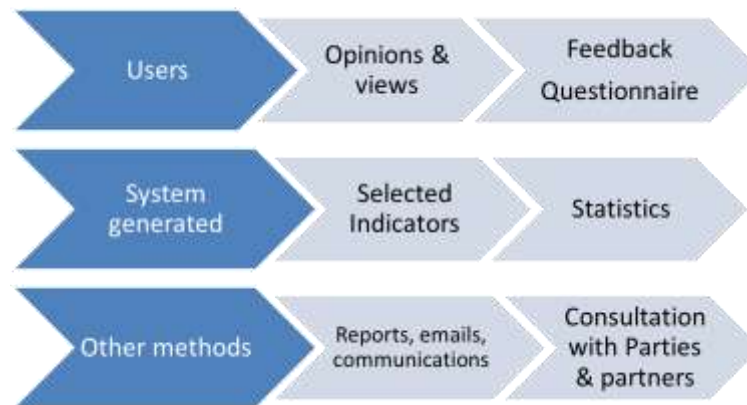 Users
Opinions &
views
Feedback
Questionnaire
System
generated
Selected
Indicators
Statistics
Other methods
Reports, emails,
communications
Consultation
with Parties
& partners